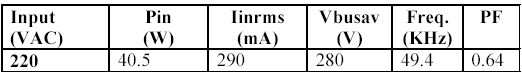 Input Pin Iinrms Vbusav Freq. PF
(VAC) (W) (mA) (V) (KHz)
220 40.5 290 280 49.4 0.64